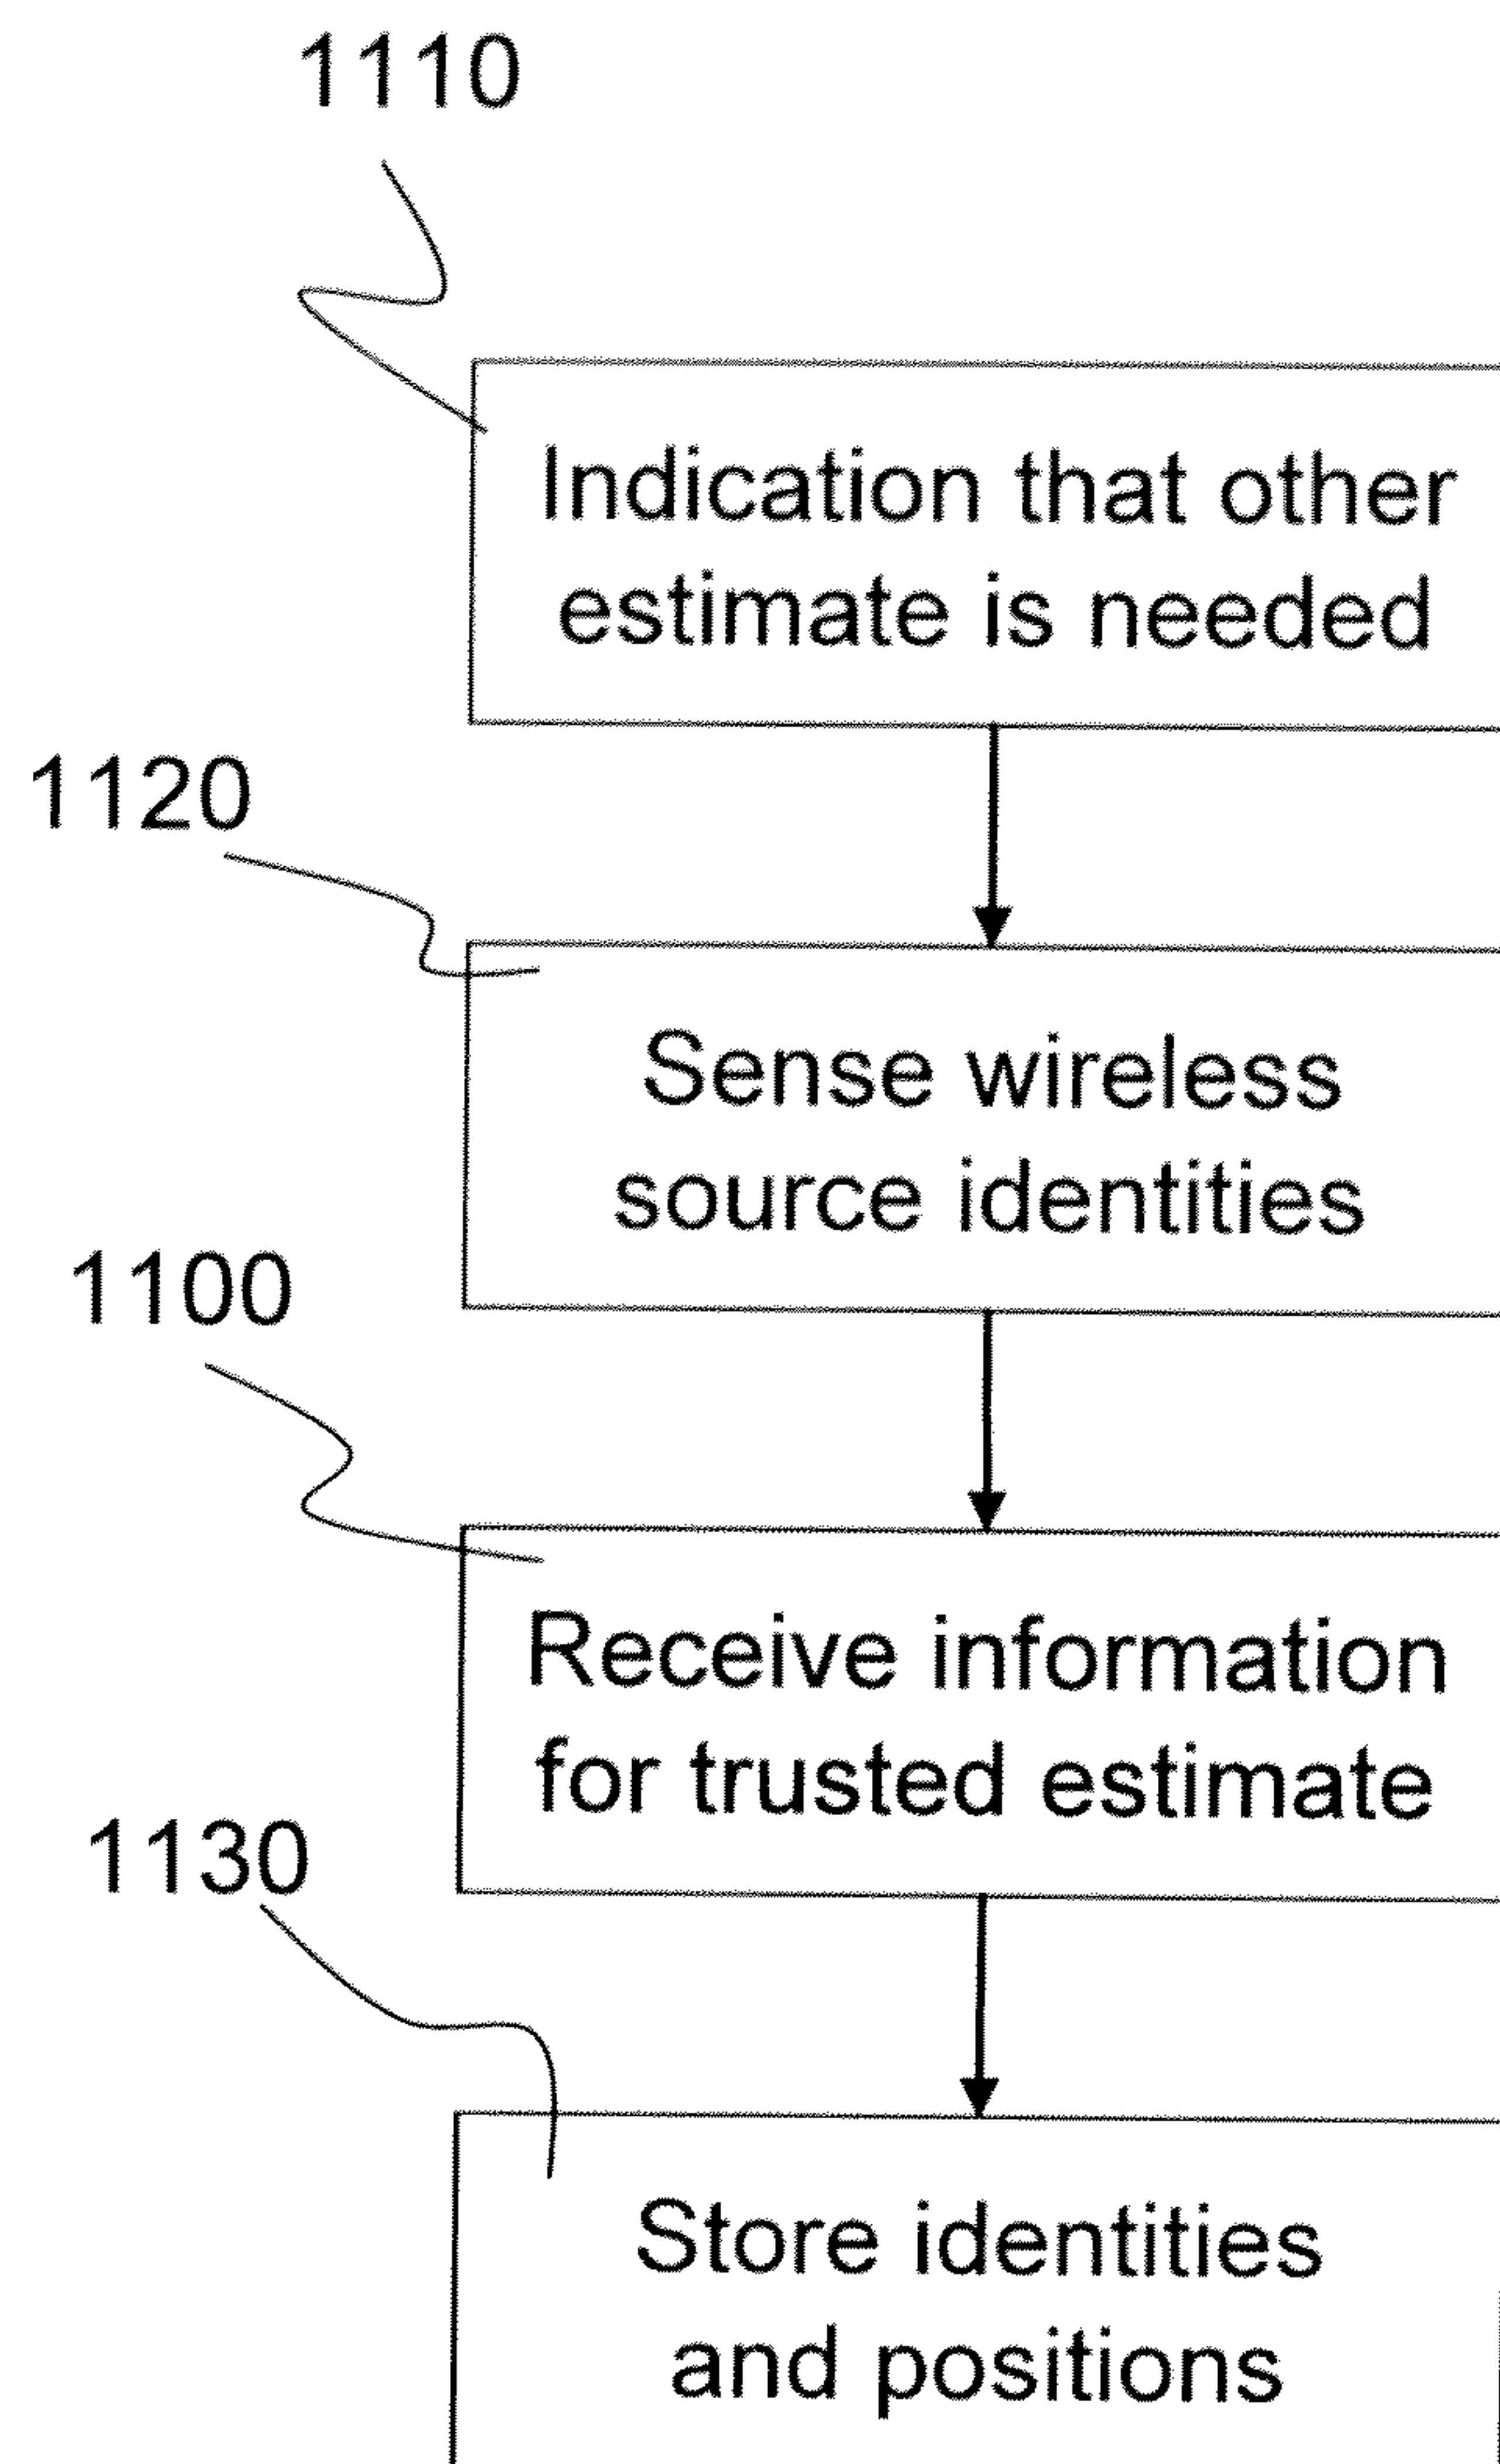 1110
Indication that other
estimate is needed
1120
Sense wireless
source identities
1100
Receive information
for trusted estimate
1130
Store identities
and positions